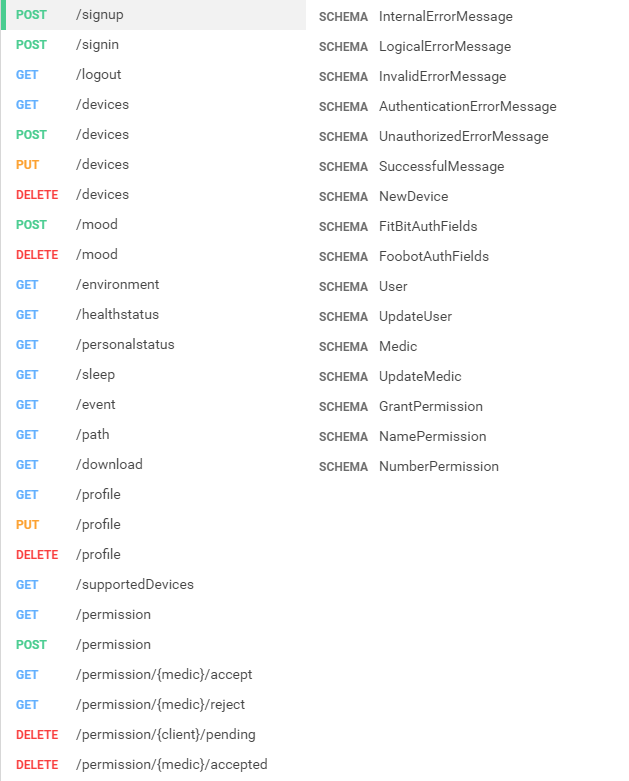 POST /signup
POST /signin
GET /logout
GET /devices
POST /devices
PUT /devices
DELETE /devices
POST /mood
DELETE /mood
GET /environment
GET /healthstatus
GET /personalstatus
GET /sleep
GET /event
GET /path
GET /download
GET /profile
PUT /profile
DELETE /profile
GET /supportedDevices
GET /permission
POST /permission
GET /permission/{medic}/accept
GET /permission/{medic}/reject
DELETE /permission/{client}/pending
DELETE /permission/{medic}/accepted
SCHEMA InternalErrorMessage
SCHEMA LogicalErrorMessage
SCHEMA InvalidErrorMessage
SCHEMA AuthenticationErrorMessage
SCHEMA UnauthorizedErrorMessage
SCHEMA SuccessfulMessage
SCHEMA NewDevice
SCHEMA FitBitAuthFields
SCHEMA FoobotAuthFields
SCHEMA User
SCHEMA UpdateUser
SCHEMA Medic
SCHEMA UpdateMedic
SCHEMA GrantPermission
SCHEMA NamePermission
SCHEMA NumberPermission